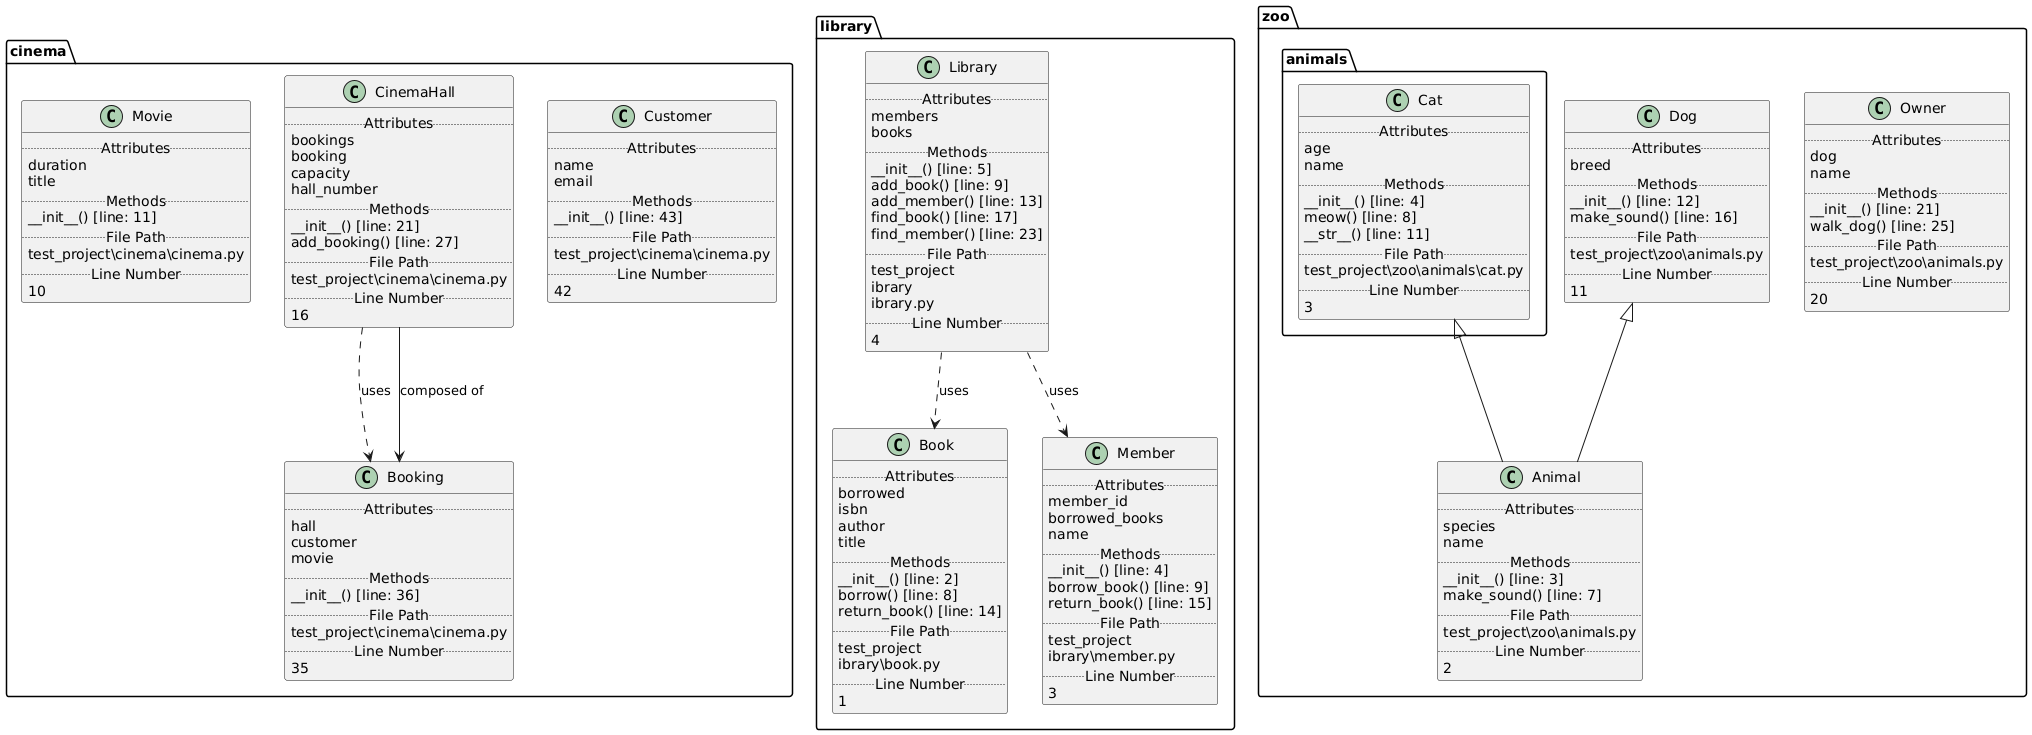 cinema
C Movie
Attributes
duration
title
Methods
__init__() [line: 11]
File Path
test_project\cinema\cinema.py
Line Number
10
C CinemaHall
Attributes
bookings
booking
capacity
hall_number
Methods
__init__() [line: 21]
add_booking() [line: 27]
File Path
test_project\cinema\cinema.py
Line Number
16
C Customer
Attributes
name
email
Methods
__init__() [line: 43]
File Path
test_project\cinema\cinema.py
Line Number
42
uses
composed of
C Booking
Attributes
hall
customer
movie
Methods
__init__() [line: 36]
File Path
test_project\cinema\cinema.py
Line Number
35
library
C Library
Attributes
members
books
Methods
__init__() [line: 5]
add_book() [line: 9]
add_member() [line: 13]
find_book() [line: 17]
find_member() [line: 23]
File Path
test_project
ibrary
ibrary.py
Line Number
4
uses
uses
C Book
Attributes
borrowed
isbn
author
title
Methods
__init__() [line: 2]
borrow() [line: 8]
return_book() [line: 14]
File Path
test_project
ibrary\book.py
Line Number
1
C Member
Attributes
member_id
borrowed_books
name
Methods
__init__() [line: 4]
borrow_book() [line: 9]
return_book() [line: 15]
File Path
test_project
ibrary\member.py
Line Number
3
zoo
animals
C Cat
Attributes
age
name
Methods
__init__() [line: 4]
meow() [line: 8]
__str__() [line: 11]
File Path
test_project\zoo\animals\cat.py
Line Number
3
C Dog
Attributes
breed
Methods
__init__() [line: 12]
make_sound() [line: 16]
File Path
test_project\zoo\animals.py
Line Number
11
C Owner
Attributes
dog
name
Methods
__init__() [line: 21]
walk_dog() [line: 25]
File Path
test_project\zoo\animals.py
Line Number
20
C Animal
Attributes
species
name
Methods
__init__() [line: 3]
make_sound() [line: 7]
File Path
test_project\zoo\animals.py
Line Number
2